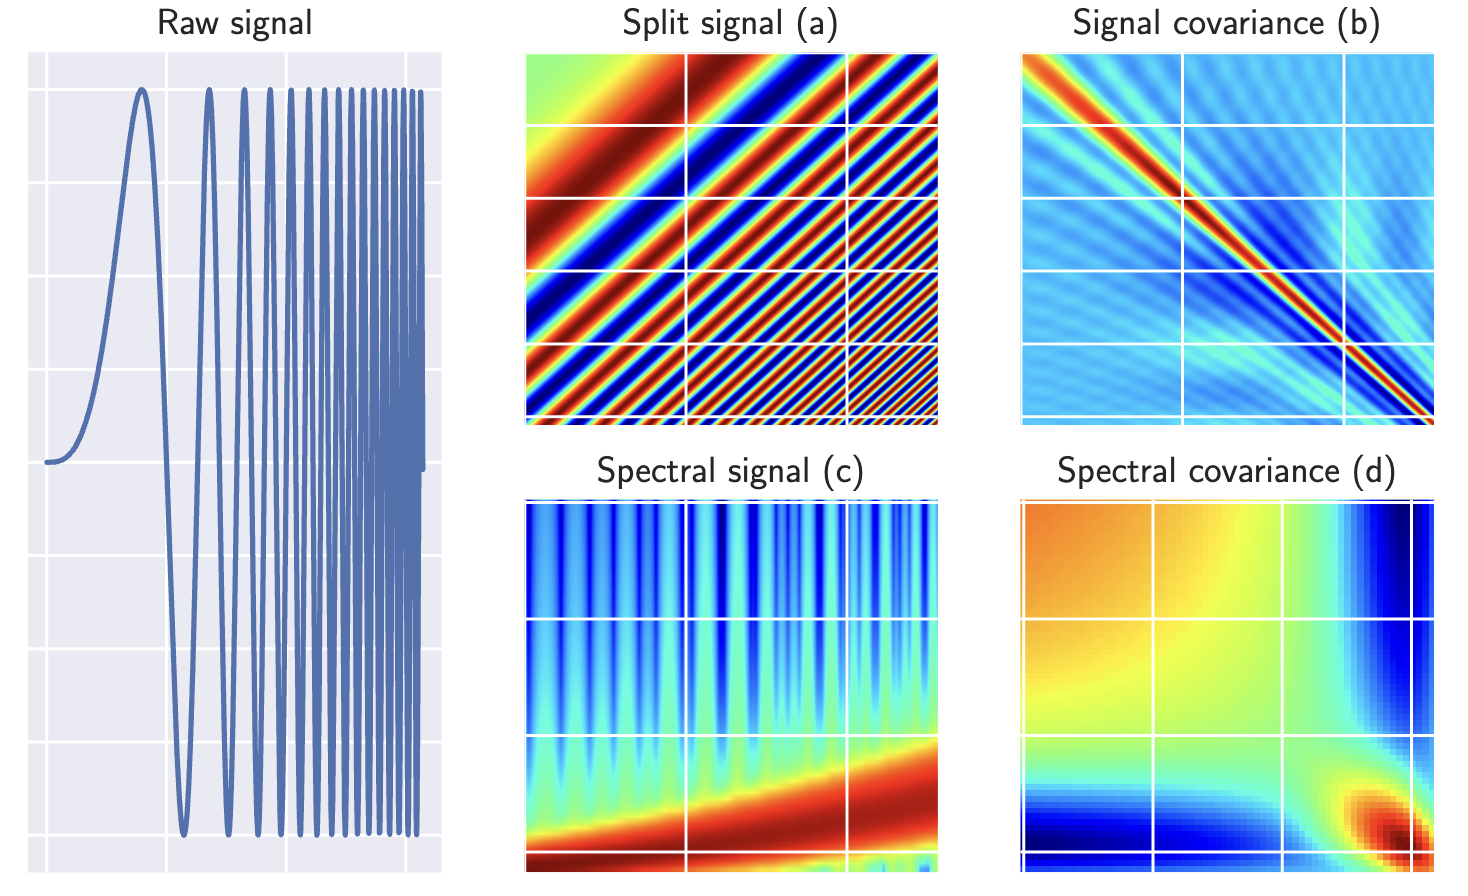 Raw signal
Split signal (a)
Signal covariance (b)
Spectral signal (c)
Spectral covariance (d)